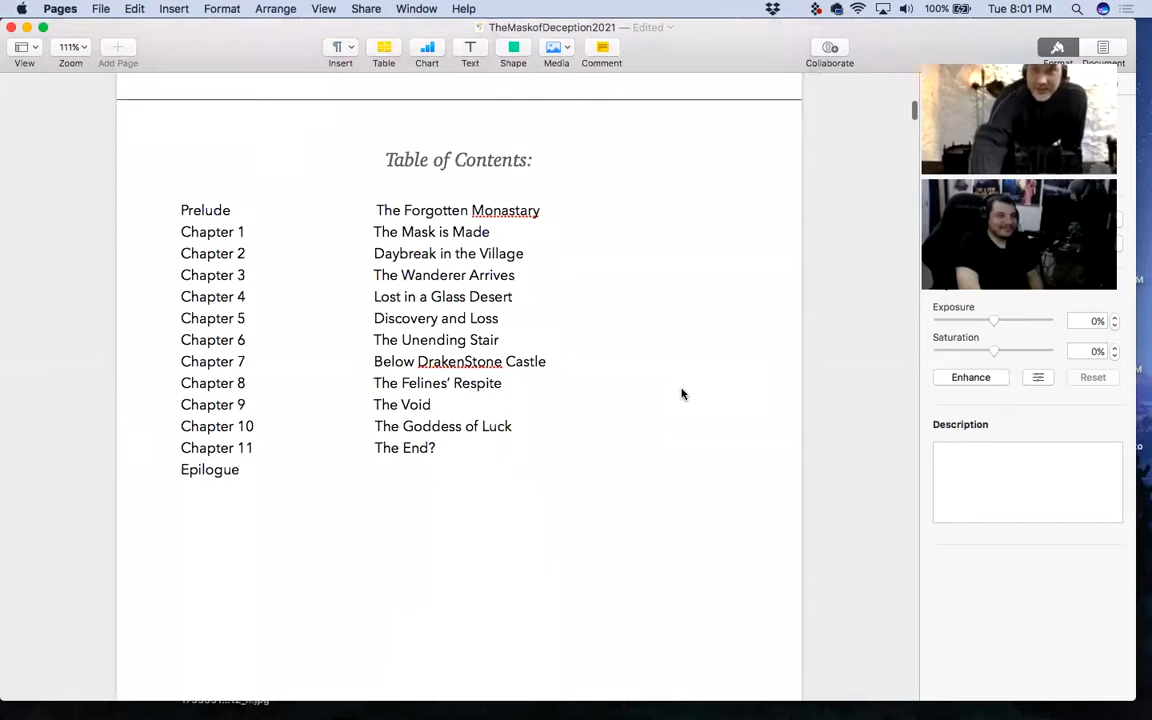 Pages File Edit Insert Format Arrange View Share Window Help 100% Tue 8:01 PM
TheMaskofDeception2021 — Edited
111%
View Zoom Add Page Insert Table Chart Text Shape Media Comment Collaborate Format Document
Table of Contents:
Prelude The Forgotten Monastary
Chapter 1 The Mask is Made
Chapter 2 Daybreak in the Village
Chapter 3 The Wanderer Arrives
Chapter 4 Lost in a Glass Desert
Chapter 5 Discovery and Loss
Chapter 6 The Unending Stair
Chapter 7 Below DrakenStone Castle
Chapter 8 The Felines’ Respite
Chapter 9 The Void
Chapter 10 The Goddess of Luck
Chapter 11 The End?
Epilogue
Exposure
0%
Saturation
0%
Enhance Reset
Description